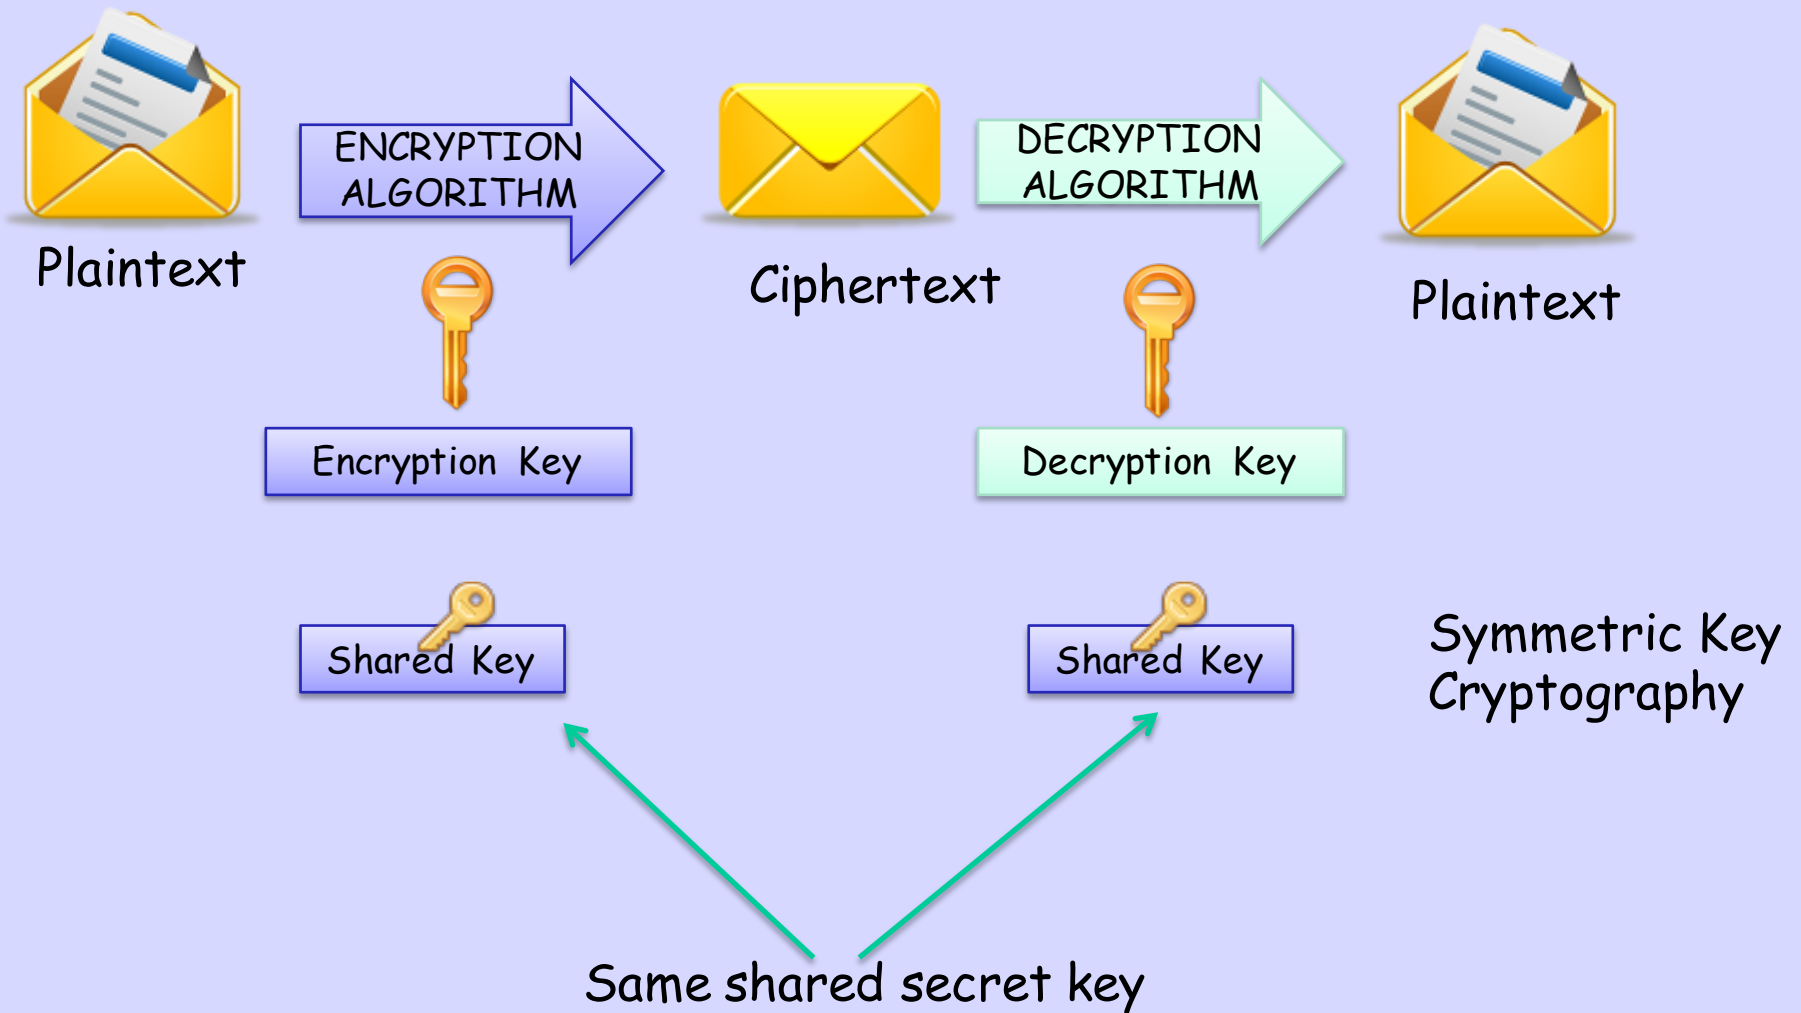 ENCRYPTION
ALGORITHM
DECRYPTION
ALGORITHM
Plaintext
Ciphertext
Plaintext
Encryption Key
Decryption Key
Shared Key
Shared Key
Symmetric Key
Cryptography
Same shared secret key